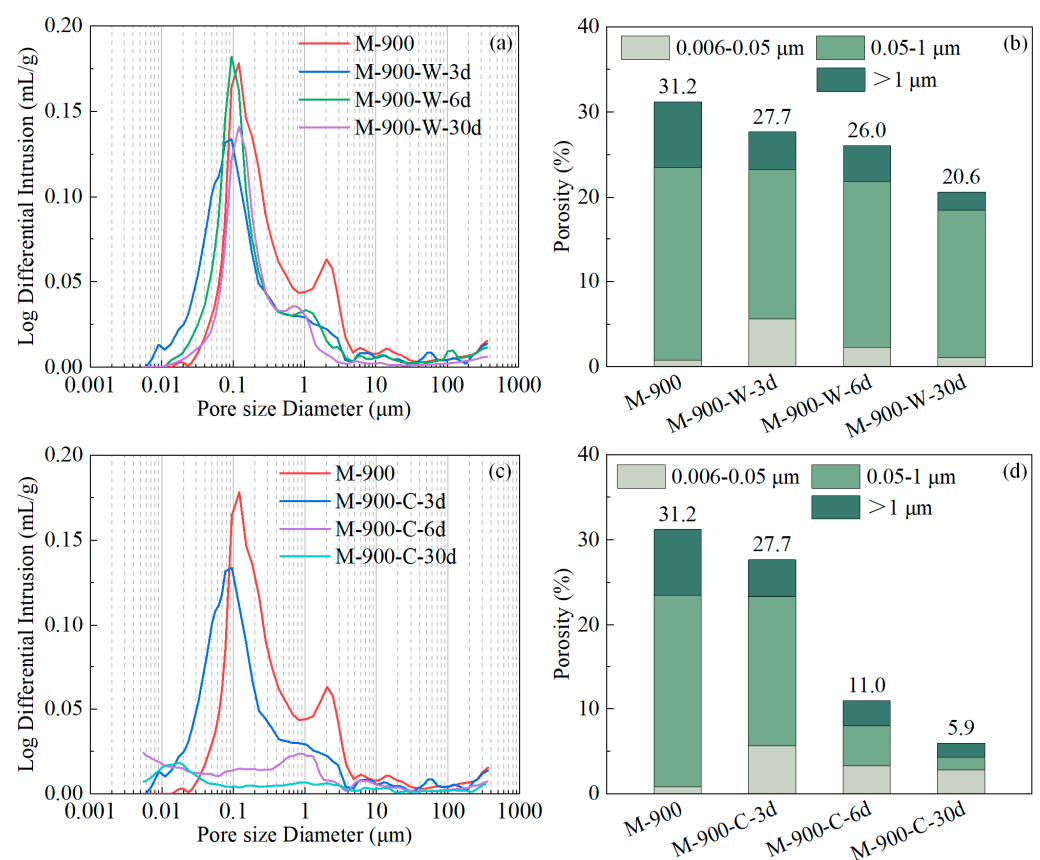 (a)
M-900
M-900-W-3d
M-900-W-6d
M-900-W-30d
Log Differential Intrusion (mL/g)
0.20
0.15
0.10
0.05
0.00
0.001 0.01 0.1 1 10 100 1000
Pore size Diameter (μm)
(b)
0.006-0.05 μm 0.05-1 μm
>1 μm
Porosity (%)
40
30
20
10
0
31.2 27.7 26.0 20.6
M-900 M-900-W-3d M-900-W-6d M-900-W-30d
(c)
M-900
M-900-C-3d
M-900-C-6d
M-900-C-30d
Log Differential Intrusion (mL/g)
0.20
0.15
0.10
0.05
0.00
0.001 0.01 0.1 1 10 100 1000
Pore size Diameter (μm)
(d)
0.006-0.05 μm 0.05-1 μm
>1 μm
Porosity (%)
40
30
20
10
0
31.2 27.7 11.0 5.9
M-900 M-900-C-3d M-900-C-6d M-900-C-30d